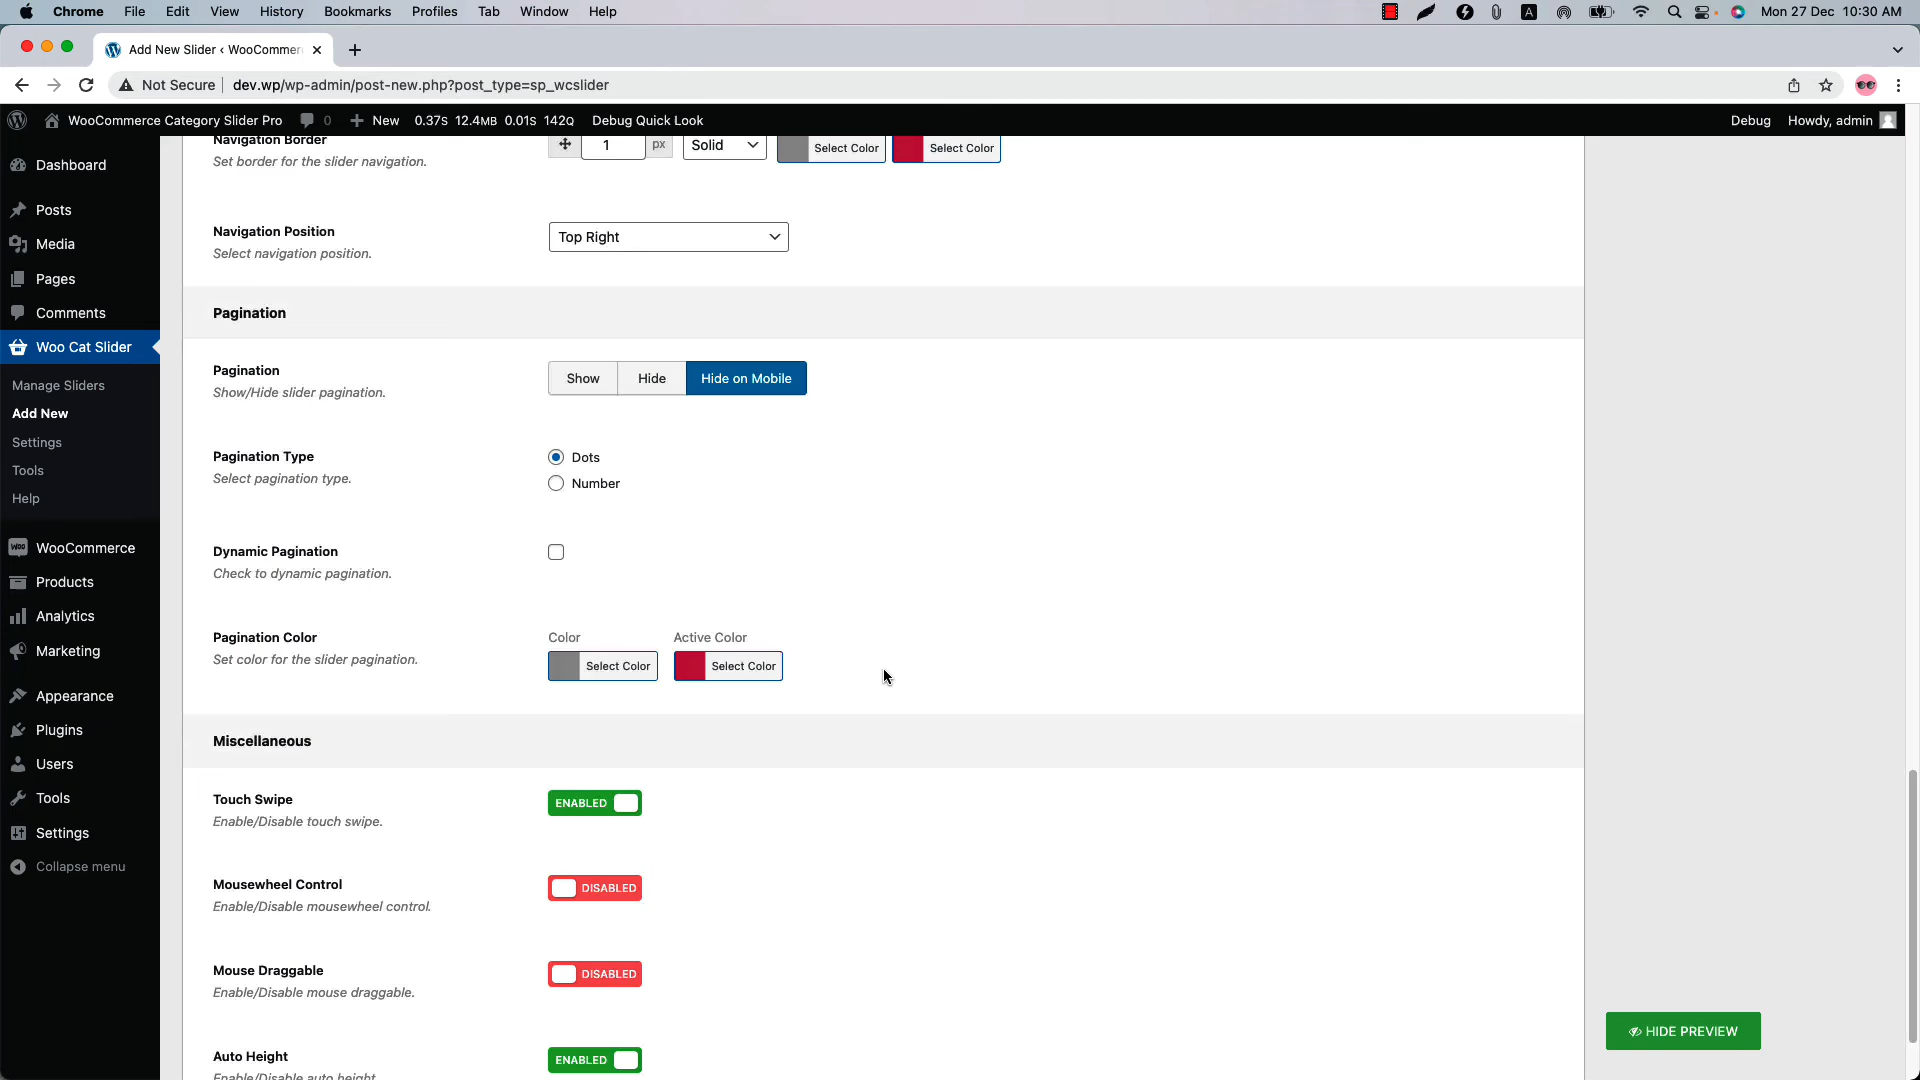 Chrome File Edit View History Bookmarks Profiles Tab Window Help A Mon 27 Dec 10:30 AM
Add New Slider ‹ WooCommer
Not Secure dev.wp/wp-admin/post-new.php?post_type=sp_wcslider
WooCommerce Category Slider Pro 0 New 0.37S 12.4MB 0.01S 142Q Debug Quick Look Debug Howdy, admin
Dashboard
Posts
Media
Pages
Comments
Woo Cat Slider
Manage Sliders
Add New
Settings
Tools
Help
WooCommerce
Products
Analytics
Marketing
Appearance
Plugins
Users
Tools
Settings
Collapse menu
Navigation Border
Set border for the slider navigation.
1 px Solid Select Color Select Color
Navigation Position
Select navigation position.
Top Right
Pagination
Pagination
Show/Hide slider pagination.
Show Hide Hide on Mobile
Pagination Type
Select pagination type.
Dots
Number
Dynamic Pagination
Check to dynamic pagination.
Pagination Color
Set color for the slider pagination.
Color Active Color
Select Color Select Color
Miscellaneous
Touch Swipe
Enable/Disable touch swipe.
ENABLED
Mousewheel Control
Enable/Disable mousewheel control.
DISABLED
Mouse Draggable
Enable/Disable mouse draggable.
DISABLED
Auto Height
Enable/Disable auto height
ENABLED
HIDE PREVIEW